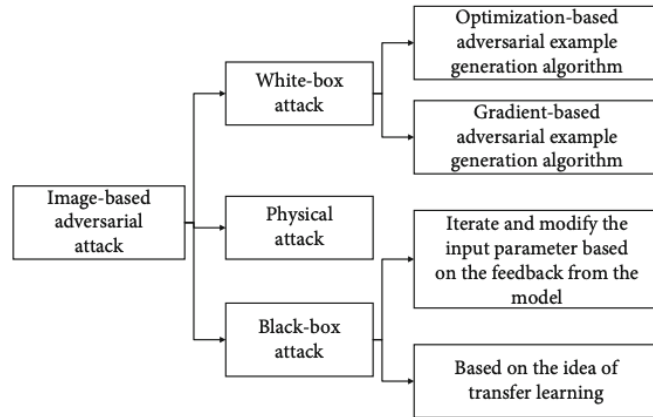 Optimization-based
adversarial example
generation algorithm
White-box
attack
Gradient-based
adversarial example
generation algorithm
Image-based
adversarial
attack
Physical
attack
Iterate and modify the
input parameter based
on the feedback from the
model
Black-box
attack
Based on the idea of
transfer learning